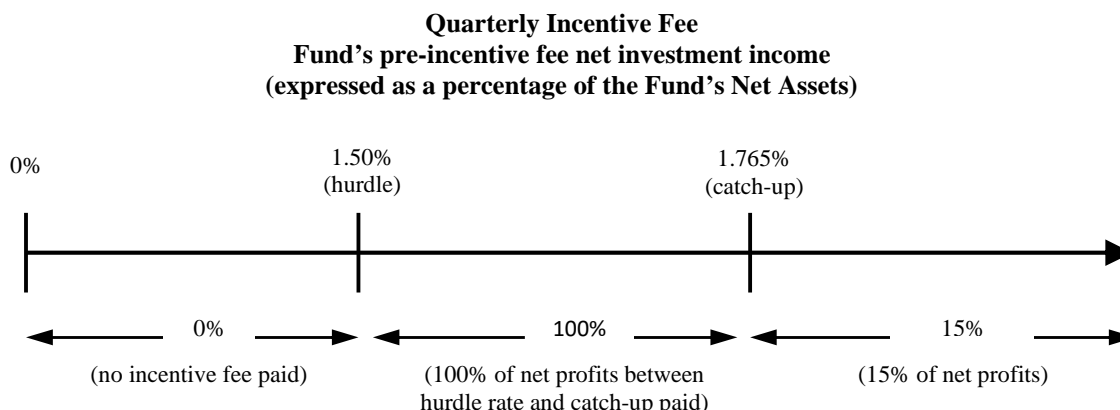 Quarterly Incentive Fee
Fund’s pre-incentive fee net investment income
(expressed as a percentage of the Fund’s Net Assets)
0%
1.50%
(hurdle)
1.765%
(catch-up)
0%
100%
15%
(no incentive fee paid)
(100% of net profits between
hurdle rate and catch-up paid)
(15% of net profits)